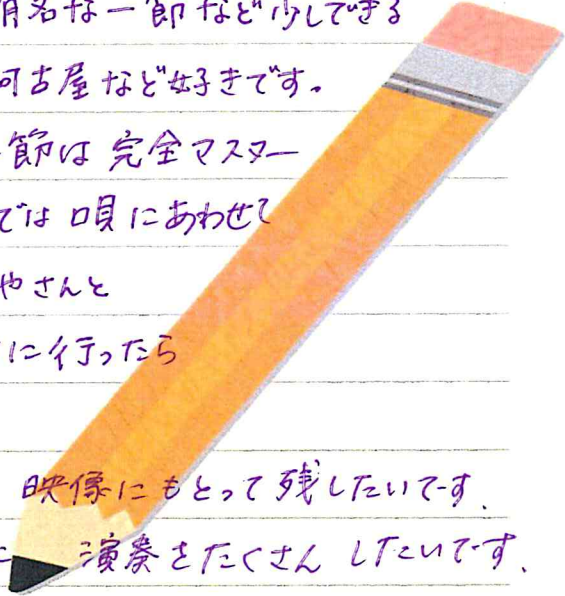 有名な一節など少しできる
阿古屋など好きです。
節は 完全マスター
では 唄 にあわせて
やさんと
に行ったら
映像にもとって残したいです.
演奏をたくさん したいです.